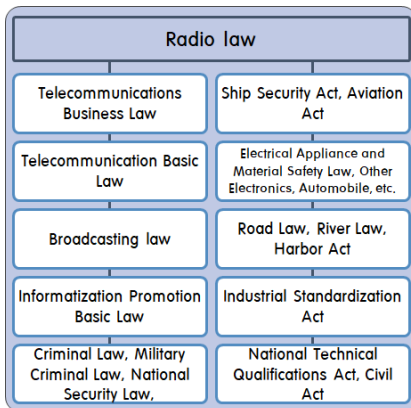 Radio law
Telecommunications
Business Law
Ship Security Act, Aviation
Act
Telecommunication Basic
Law
Electrical Appliance and
Material Safety Law, Other
Electronics, Automobile, etc.
Broadcasting law
Road Law, River Law,
Harbor Act
Informatization Promotion
Basic Law
Industrial Standardization
Act
Criminal Law, Military
Criminal Law, National
Security Law,
National Technical
Qualifications Act, Civil
Act